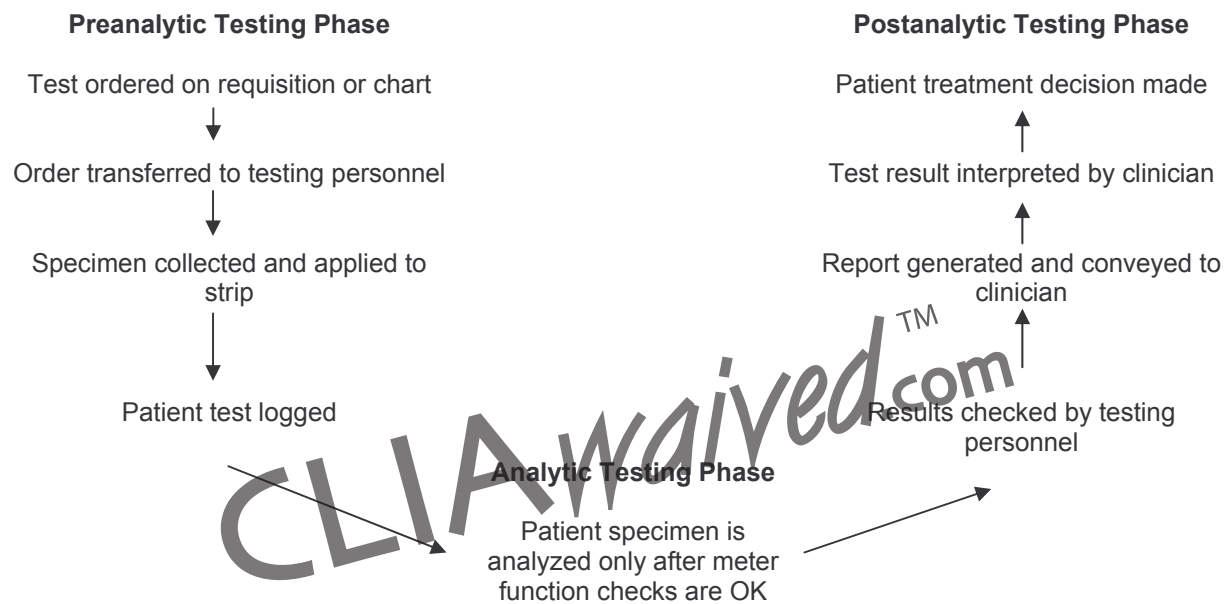 Preanalytic Testing Phase
Test ordered on requisition or chart
Order transferred to testing personnel
Specimen collected and applied to
strip
Patient test logged
Analytic Testing Phase
Patient specimen is
analyzed only after meter
function checks are OK
Postanalytic Testing Phase
Patient treatment decision made
Test result interpreted by clinician
Report generated and conveyed to
clinician
Results checked by testing
personnel
CLIAwaived.com™